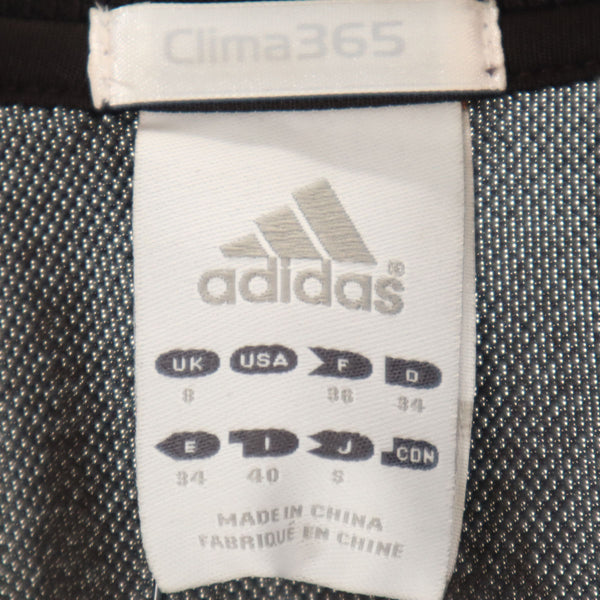 Clima365
adidas®
UK USA F D
8 36 34
E I J CDN
34 40 S
MADE IN CHINA
FABRIQUÉ EN CHINE